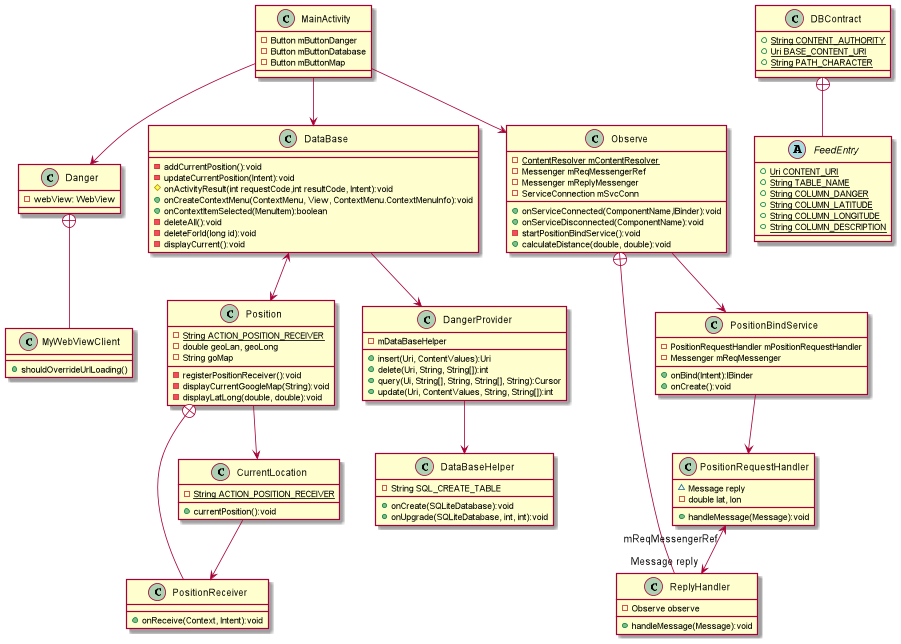 C MainActivity
Button mButtonDanger
Button mButtonDatabase
Button mButtonMap
C DBContract
String CONTENT_AUTHORITY
Uri BASE_CONTENT_URI
String PATH_CHARACTER
C Danger
webView: WebView
C DataBase
addCurrentPosition():void
updateCurrentPosition(Intent):void
onActivityResult(int requestCode,int resultCode, Intent):void
onCreateContextMenu(ContextMenu, View , ContextMenu.ContextMenuInfo):void
onContextItemSelected(MenuItem):boolean
deleteAll():void
deleteForId(long id):void
displayCurrent():void
C Observe
ContentResolver mContentResolver
Messenger mReqMessengerRef
Messenger mReplyMessenger
ServiceConnection mSvcConn
onServiceConnected(ComponentName,IBinder):void
onServiceDisconnected(ComponentName):void
startPositionBindService():void
calculateDistance(double, double):void
A FeedEntry
Uri CONTENT_URI
String TABLE_NAME
String COLUMN_DANGER
String COLUMN_LATITUDE
String COLUMN_LONGITUDE
String COLUMN_DESCRIPTION
C MyWebViewClient
shouldOverrideUrlLoading()
C Position
String ACTION_POSITION_RECEIVER
double geoLan, geoLong
String goMap
registerPositionReceiver():void
displayCurrentGoogleMap(String):void
displayLatLong(double, double):void
C DangerProvider
mDataBaseHelper
insert(Uri, ContentValues):Uri
delete(Uri, String, String[]):int
query(Ui, String[], String, String[], String):Cursor
update(Uri, ContentValues, String, String[]):int
C PositionBindService
PositionRequestHandler mPositionRequestHandler
Messenger mReqMessenger
onBind(Intent):IBinder
onCreate():void
C CurrentLocation
String ACTION_POSITION_RECEIVER
currentPosition():void
C DataBaseHelper
String SQL_CREATE_TABLE
onCreate(SQLiteDatabase):void
onUpgrade(SQLiteDatabase, int, int):void
C PositionRequestHandler
Message reply
double lat, lon
handleMessage(Message):void
mReqMessengerRef
Message reply
C PositionReceiver
onReceive(Context, Intent):void
C ReplyHandler
Observe observe
handleMessage(Message):void